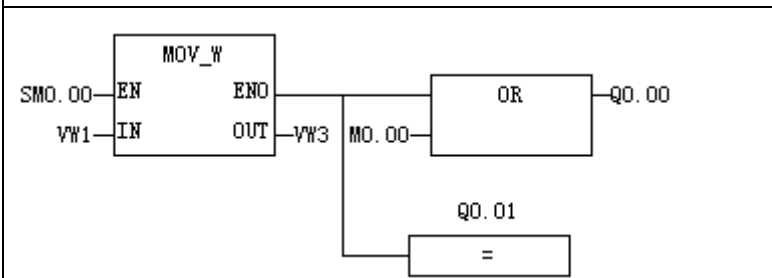 MOV_W
SM0.00 EN ENO OR Q0.00
VW1 IN OUT VW3 M0.00
Q0.01
=